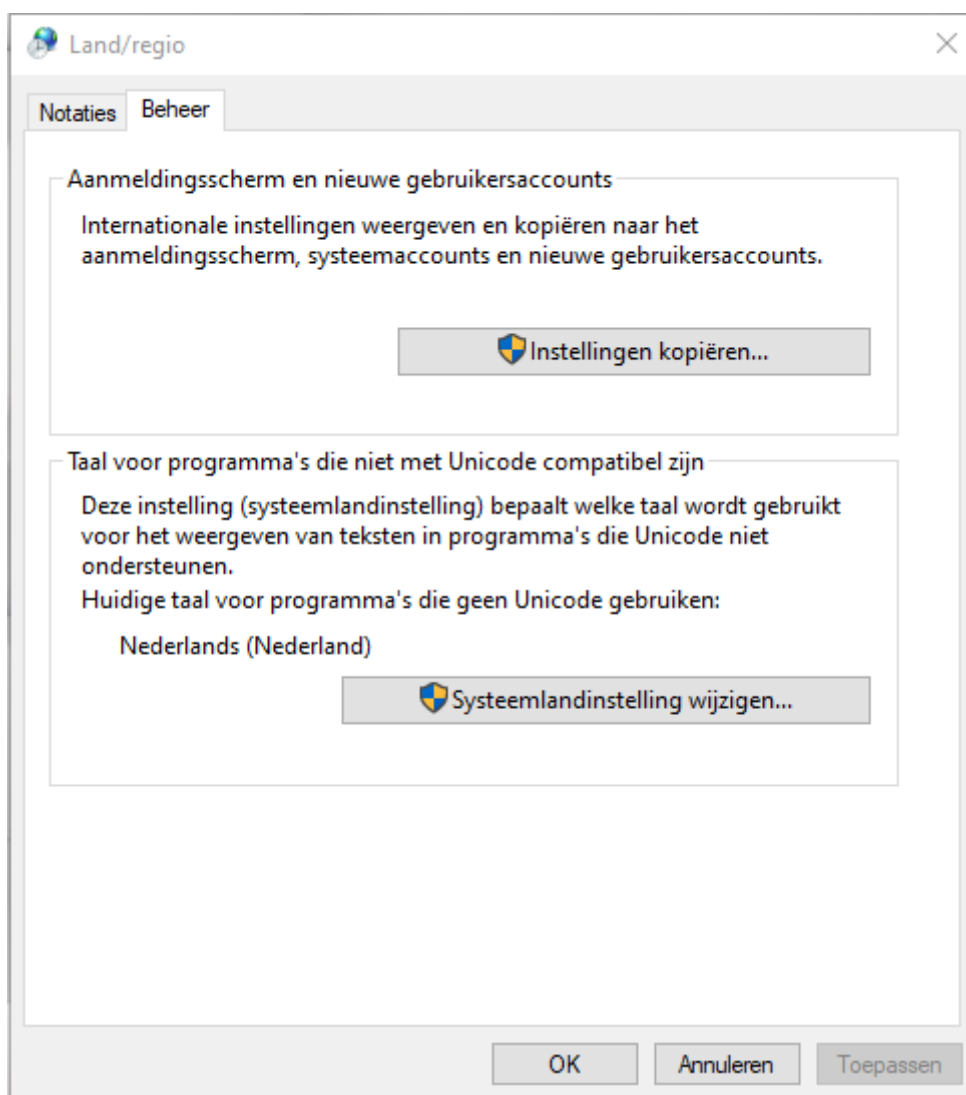 Land/regio
Notaties
Beheer
Aanmeldingsscherm en nieuwe gebruikersaccounts
Internationale instellingen weergeven en kopiëren naar het
aanmeldingsscherm, systeemaccounts en nieuwe gebruikersaccounts.
Instellingen kopiëren...
Taal voor programma's die niet met Unicode compatibel zijn
Deze instelling (systeemlandinstelling) bepaalt welke taal wordt gebruikt
voor het weergeven van teksten in programma's die Unicode niet
ondersteunen.
Huidige taal voor programma's die geen Unicode gebruiken:
Nederlands (Nederland)
Systeemlandinstelling wijzigen...
OK
Annuleren
Toepassen